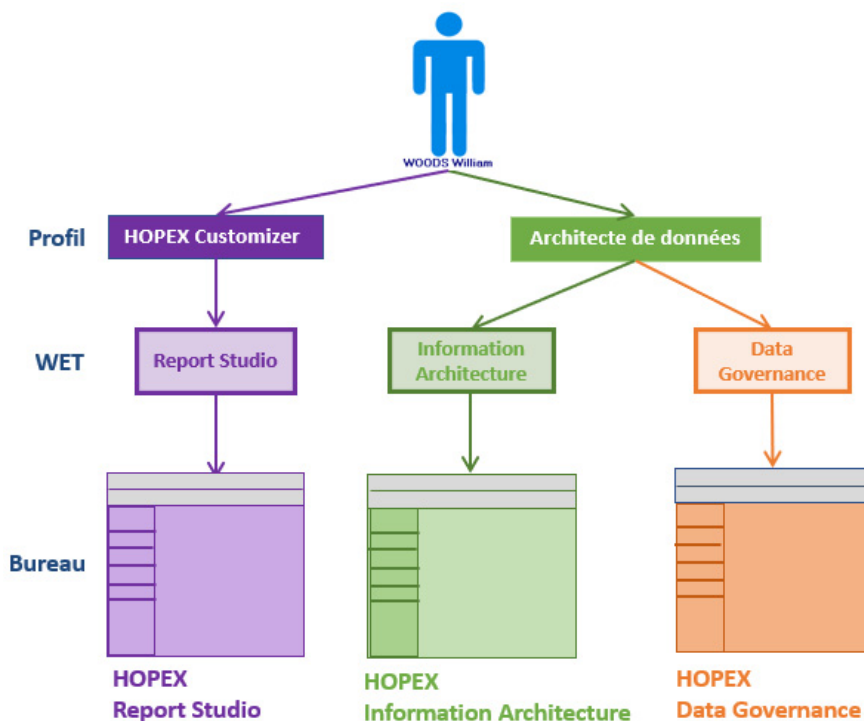 WOODS William
Profil
HOPEX Customizer
Architecte de données
WET
Report Studio
Information
Architecture
Data
Governance
Bureau
HOPEX
Report Studio
HOPEX
Information Architecture
HOPEX
Data Governance